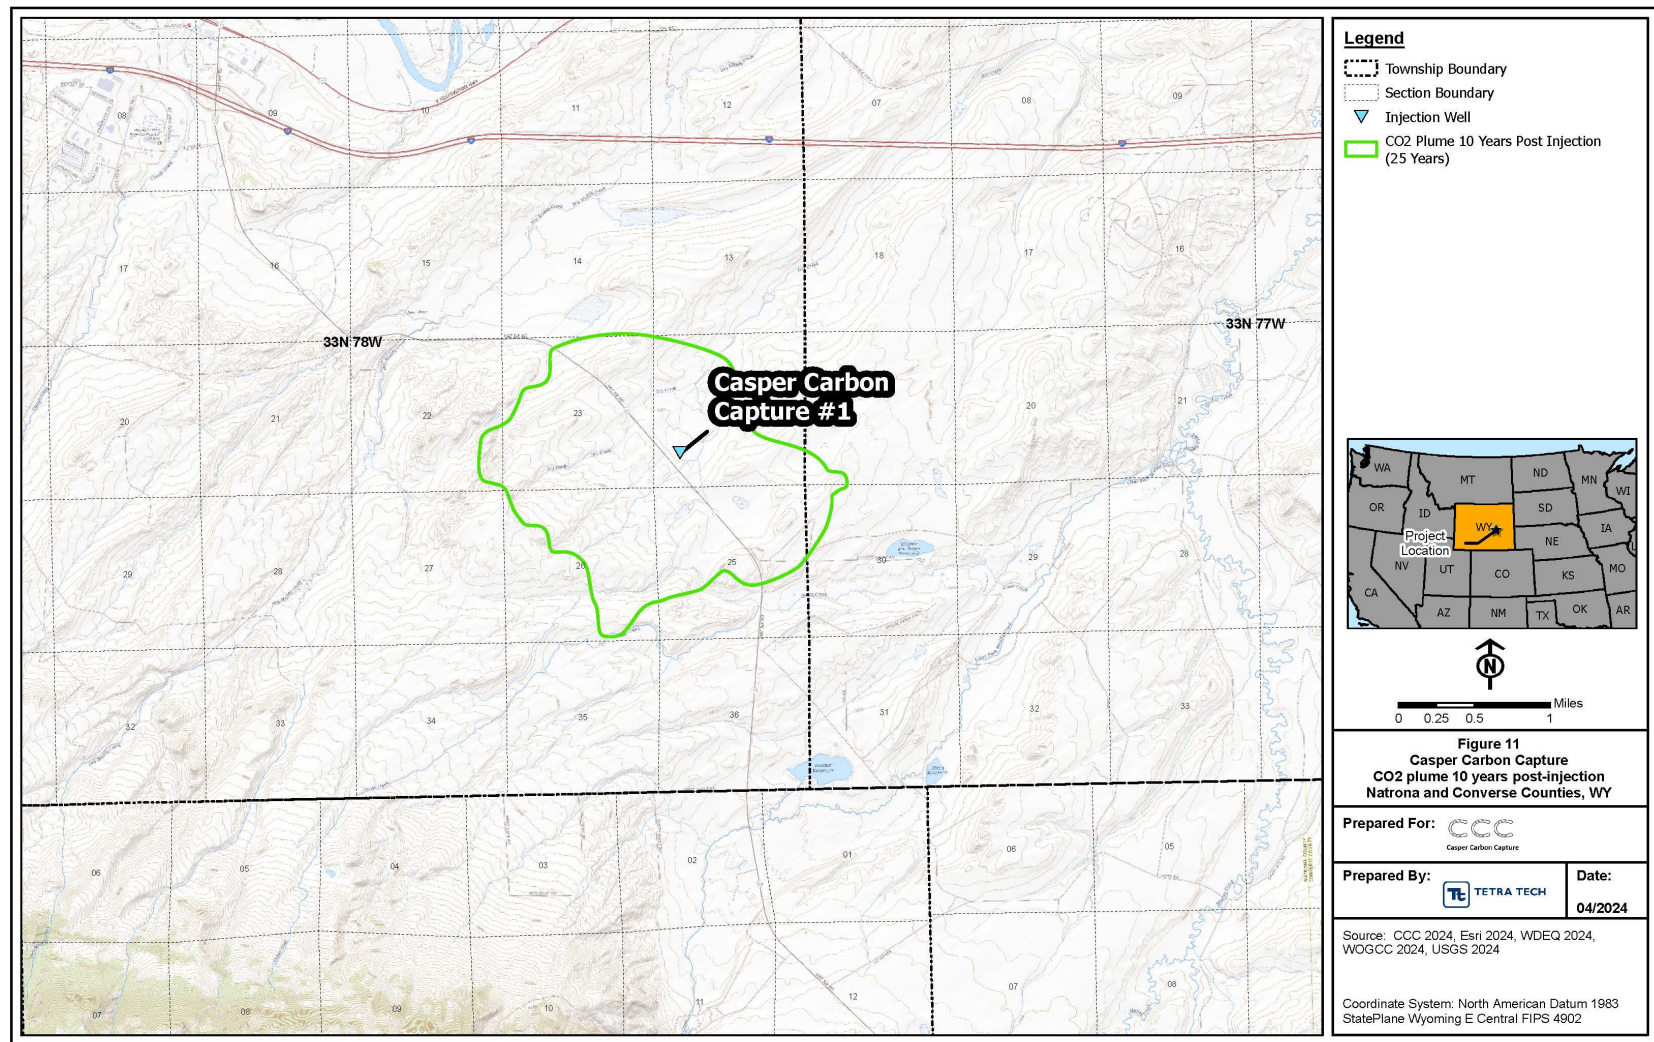 08
09
10
11
12
07
08
09
17
16
15
14
13
18
17
16
33N 78W
33N 77W
Casper Carbon
Capture #1
20
21
22
23
20
21
29
28
27
26
25
30
29
28
32
33
34
35
36
31
32
33
06
05
04
03
02
01
06
05
07
08
09
10
11
12
07
08
Legend
Township Boundary
Section Boundary
Injection Well
CO2 Plume 10 Years Post Injection
(25 Years)
WA
MT
ND
MN
WI
OR
ID
WY
SD
IA
Project
Location
NE
NV
UT
CO
KS
MO
CA
AZ
NM
TX
OK
AR
N
Miles
0 0.25 0.5 1
Figure 11
Casper Carbon Capture
CO2 plume 10 years post-injection
Natrona and Converse Counties, WY
Prepared For:
CCC
Casper Carbon Capture
Prepared By:
Tt TETRA TECH
Date:
04/2024
Source: CCC 2024, Esri 2024, WDEQ 2024,
WOGCC 2024, USGS 2024
Coordinate System: North American Datum 1983
StatePlane Wyoming E Central FIPS 4902